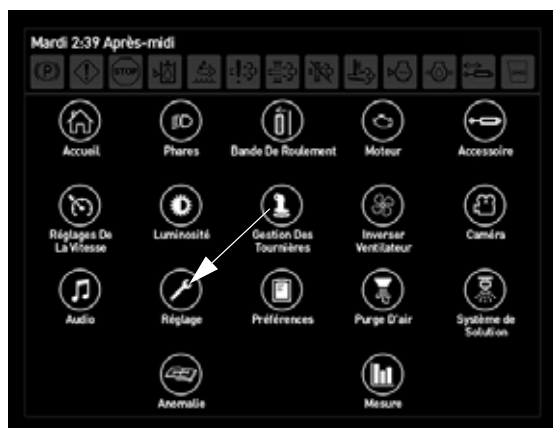 Mardi 2:39 Après-midi
(P) STOP
Accueil Phares Bande De Roulement Moteur Accessoire
Réglages De La Vitesse Luminosité Gestion Des Tournières Inverser Ventilateur Caméra
Audio Réglage Préférences Purge D'air Système de Solution
Anomalie Mesure